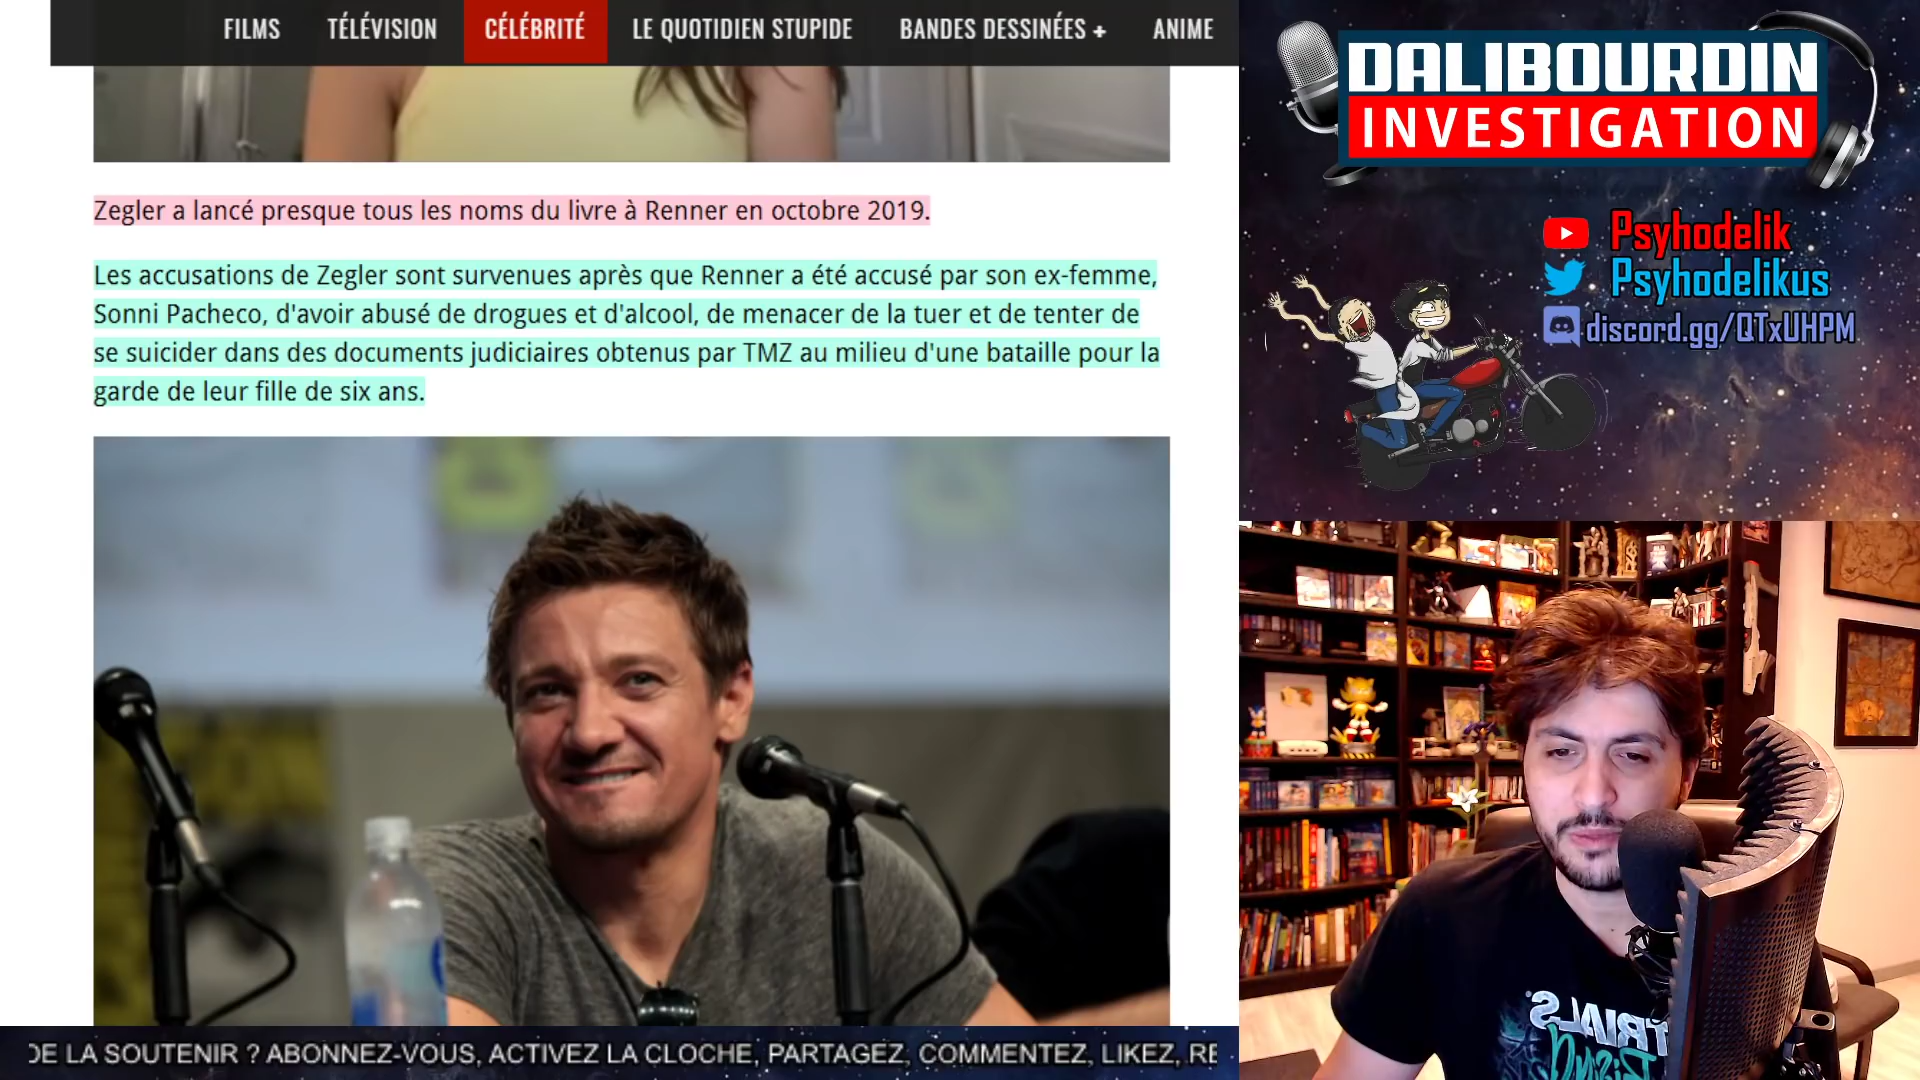 FILMS
TÉLÉVISION
CÉLÉBRITÉ
LE QUOTIDIEN STUPIDE
BANDES DESSINÉES +
ANIME
Zegler a lancé presque tous les noms du livre à Renner en octobre 2019.
Les accusations de Zegler sont survenues après que Renner a été accusé par son ex-femme,
Sonni Pacheco, d'avoir abusé de drogues et d'alcool, de menacer de la tuer et de tenter de
se suicider dans des documents judiciaires obtenus par TMZ au milieu d'une bataille pour la
garde de leur fille de six ans.
DALIBOURDIN
INVESTIGATION
Psyhodelik
Psyhodelikus
discord.gg/QTxUHPM
TRIALS
Rising
DE LA SOUTENIR ? ABONNEZ-VOUS, ACTIVEZ LA CLOCHE, PARTAGEZ, COMMENTEZ, LIKEZ, RE